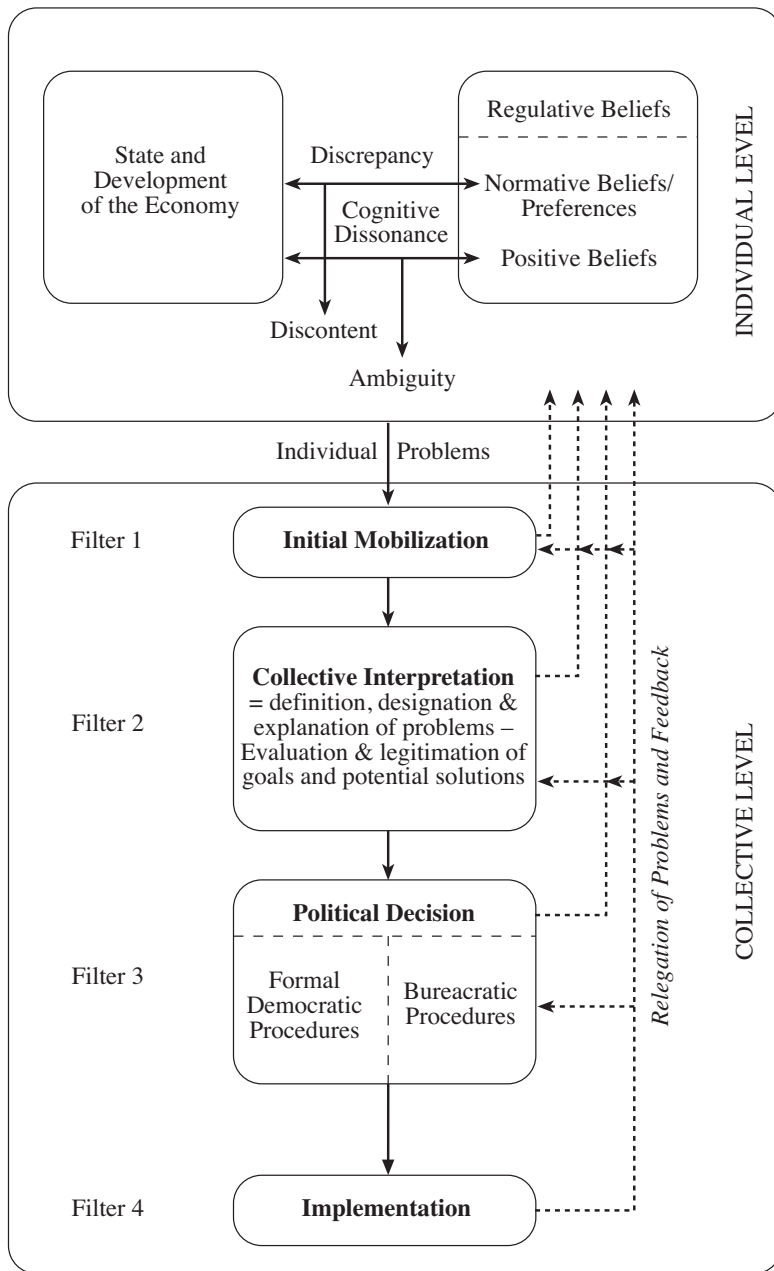 State and
Development
of the Economy
Discrepancy
Cognitive
Dissonance
Discontent
Ambiguity
Regulative Beliefs
Normative Beliefs/
Preferences
Positive Beliefs
INDIVIDUAL LEVEL
Individual Problems
Filter 1
Initial Mobilization
Filter 2
Collective Interpretation
= definition, designation &
explanation of problems –
Evaluation & legitimation of
goals and potential solutions
Filter 3
Political Decision
Formal
Democratic
Procedures
Bureacratic
Procedures
Filter 4
Implementation
Relegation of Problems and Feedback
COLLECTIVE LEVEL